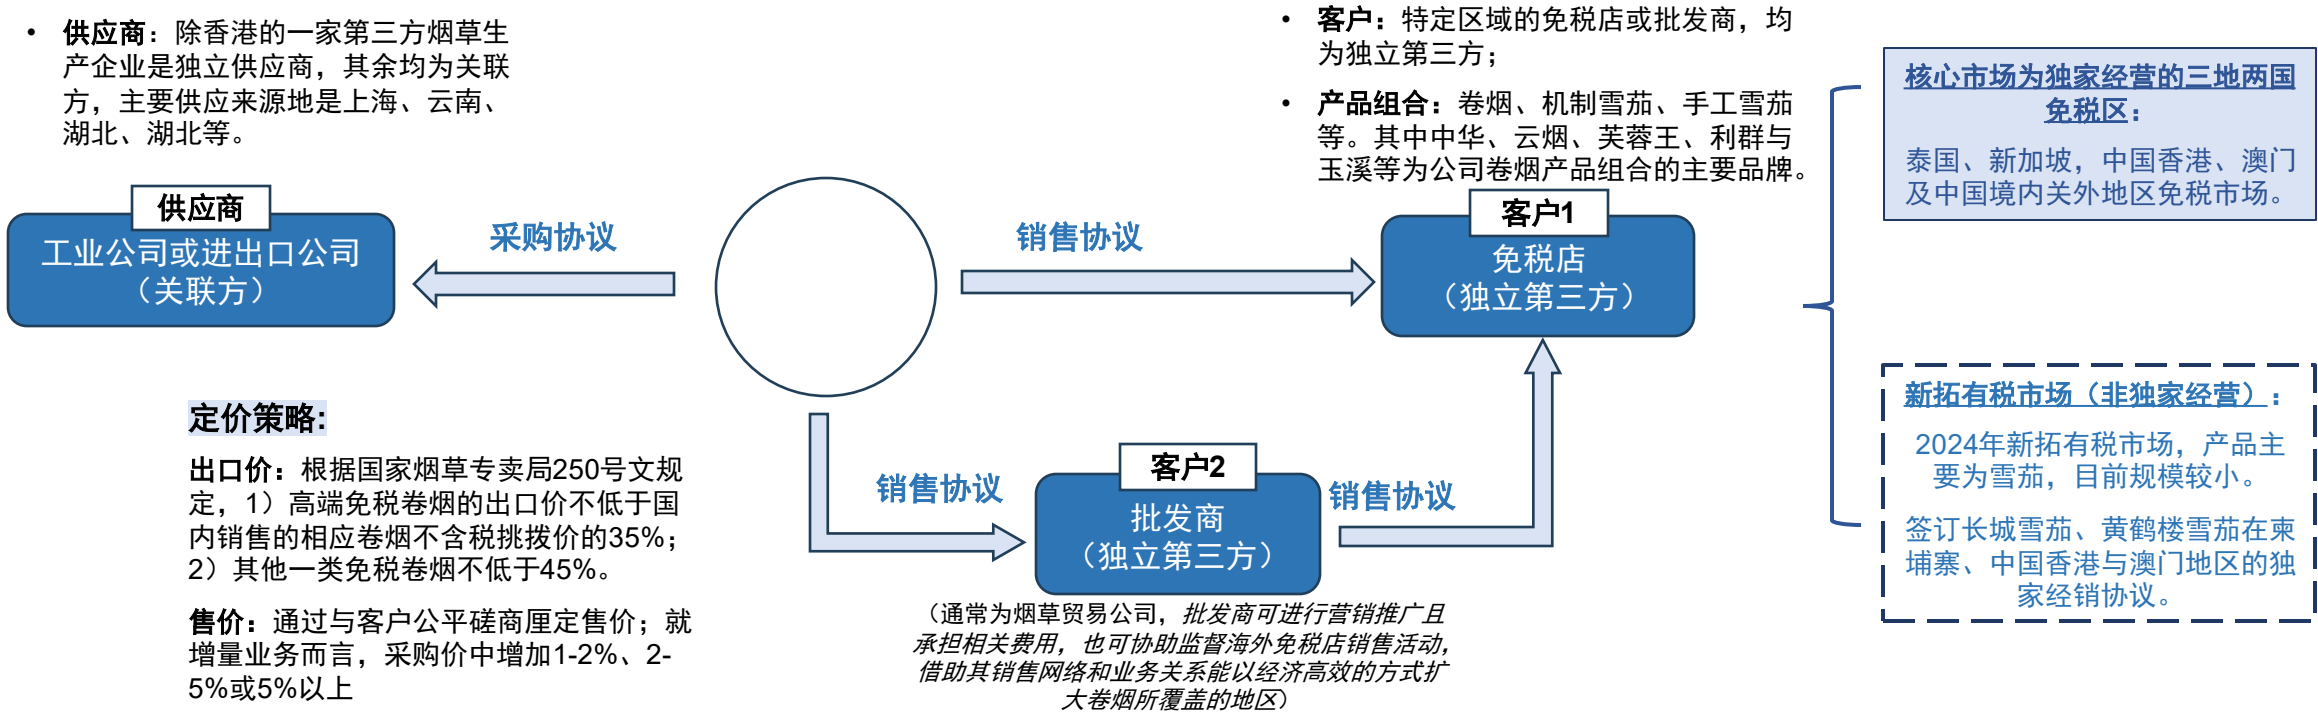 • 供应商：除香港的一家第三方烟草生
产企业是独立供应商，其余均为关联
方，主要供应来源地是上海、云南、
湖北、湖北等。
供应商
工业公司或进出口公司
（关联方）
采购协议
销售协议
• 客户：特定区域的免税店或批发商，均
为独立第三方；
• 产品组合：卷烟、机制雪茄、手工雪茄
等。其中中华、云烟、芙蓉王、利群与
玉溪等为公司卷烟产品组合的主要品牌。
客户1
免税店
（独立第三方）
核心市场为独家经营的三地两国
免税区：
泰国、新加坡，中国香港、澳门
及中国境内关外地区免税市场。
新拓有税市场（非独家经营）：
2024年新拓有税市场，产品主
要为雪茄，目前规模较小。
签订长城雪茄、黄鹤楼雪茄在柬
埔寨、中国香港与澳门地区的独
家经销协议。
定价策略:
出口价：根据国家烟草专卖局250号文规
定，1）高端免税卷烟的出口价不低于国
内销售的相应卷烟不含税挑拨价的35%；
2）其他一类免税卷烟不低于45%。
售价：通过与客户公平磋商厘定售价；就
增量业务而言，采购价中增加1-2%、2-
5%或5%以上
销售协议
客户2
批发商
（独立第三方）
销售协议
（通常为烟草贸易公司，批发商可进行营销推广且
承担相关费用，也可协助监督海外免税店销售活动，
借助其销售网络和业务关系能以经济高效的方式扩
大卷烟所覆盖的地区）